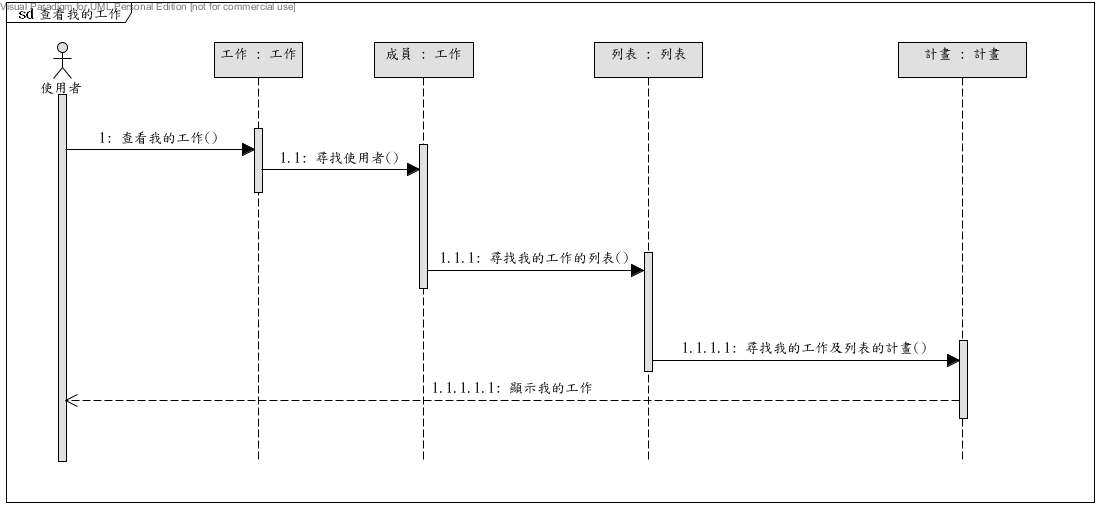 Visual Paradigm for UML Personal Edition [not for commercial use]
sd 查看我的工作
工作 : 工作
成員 : 工作
列表 : 列表
計畫 : 計畫
使用者
1: 查看我的工作()
1.1: 尋找使用者()
1.1.1: 尋找我的工作的列表()
1.1.1.1: 尋找我的工作及列表的計畫()
1.1.1.1.1: 顯示我的工作